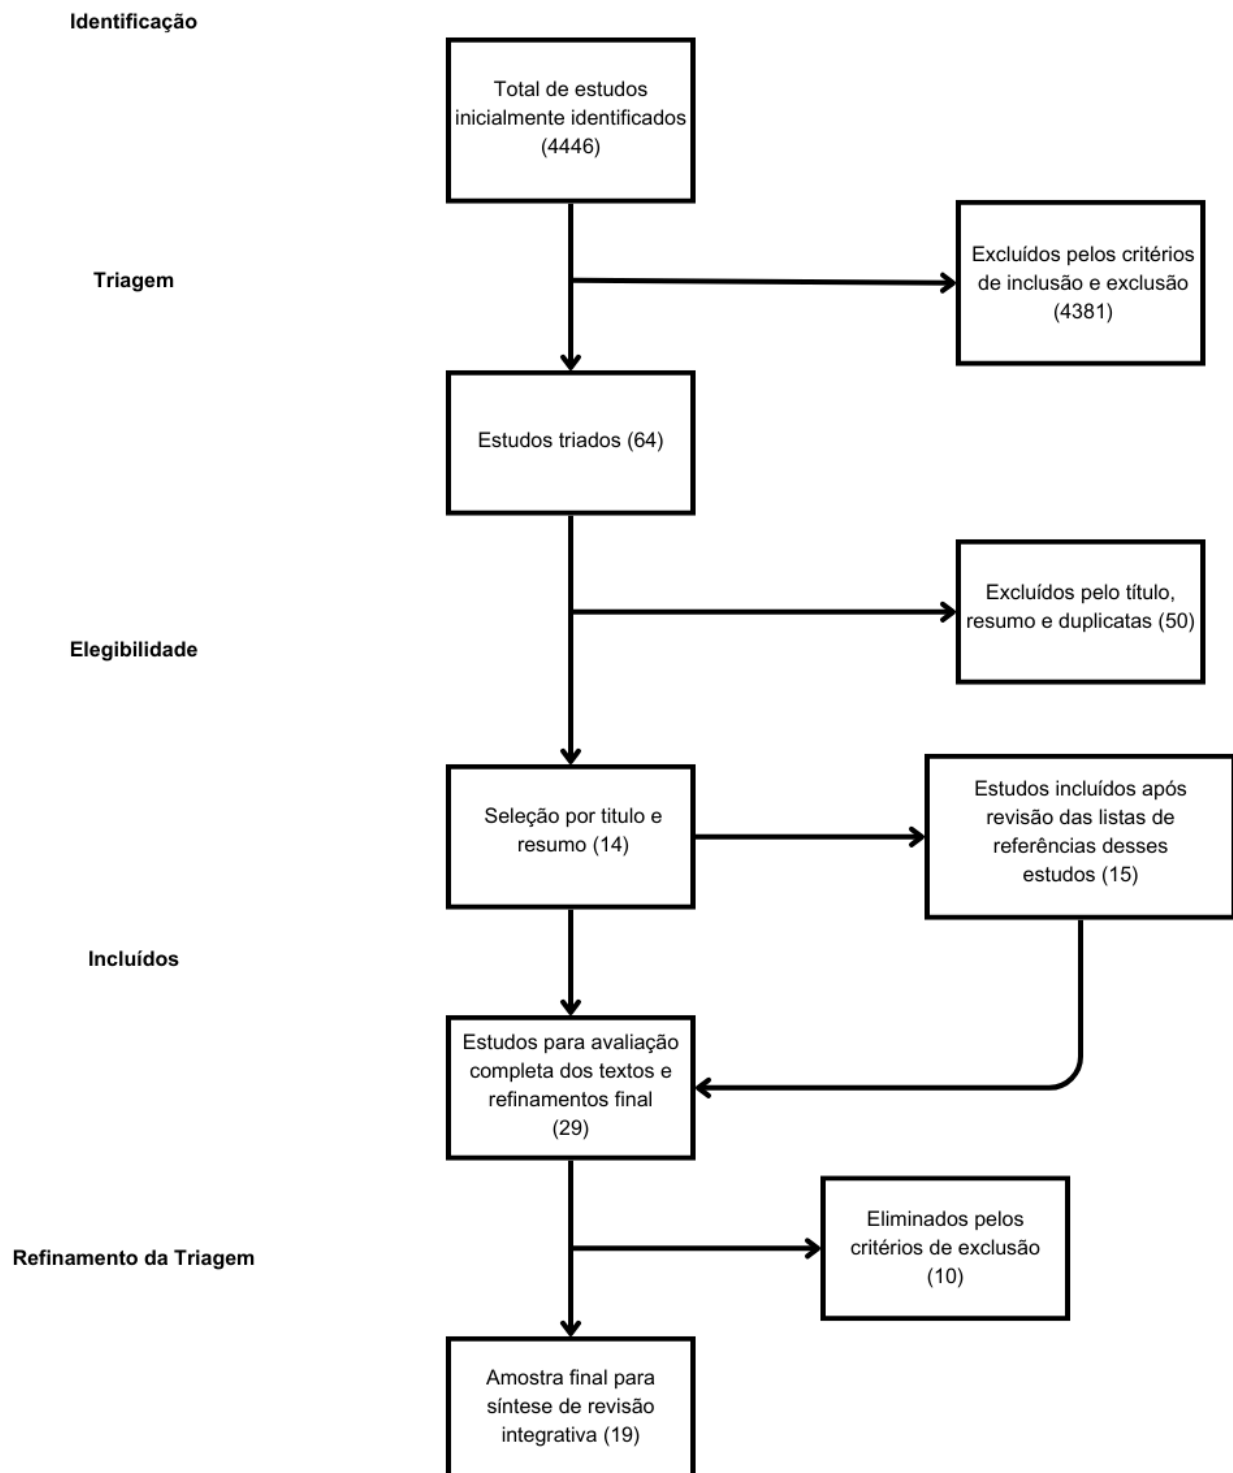 Identificação
Total de estudos
inicialmente identificados
(4446)
Excluídos pelos critérios
de inclusão e exclusão
(4381)
Triagem
Estudos triados (64)
Excluídos pelo título,
resumo e duplicatas (50)
Elegibilidade
Seleção por titulo e
resumo (14)
Estudos incluídos após
revisão das listas de
referências desses
estudos (15)
Incluídos
Estudos para avaliação
completa dos textos e
refinamentos final
(29)
Eliminados pelos
critérios de exclusão
(10)
Refinamento da Triagem
Amostra final para
síntese de revisão
integrativa (19)